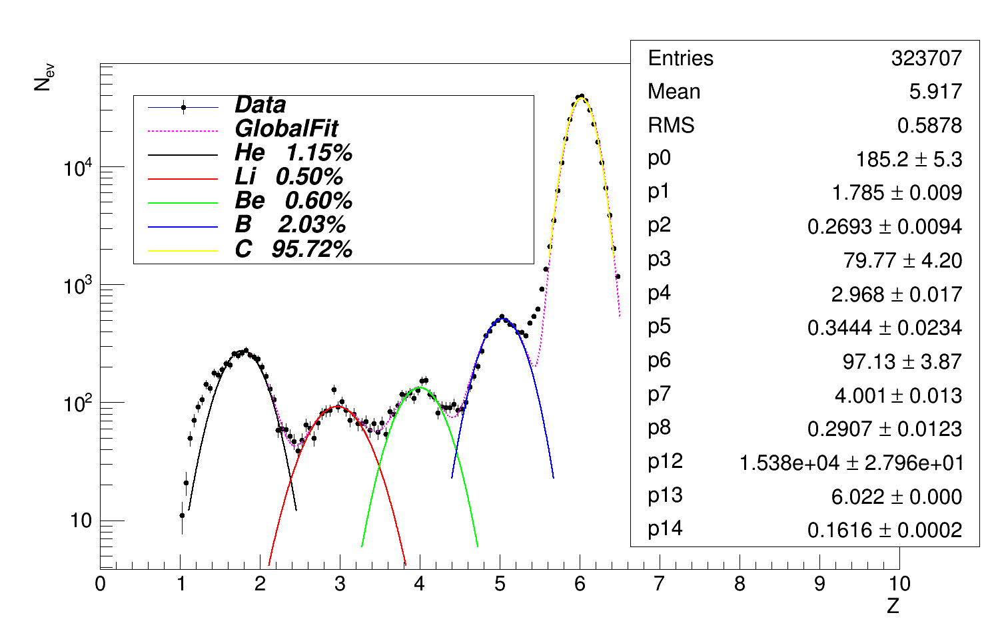 N_ev
Data
GlobalFit
He 1.15%
Li 0.50%
Be 0.60%
B 2.03%
C 95.72%
Entries 323707
Mean 5.917
RMS 0.5878
p0 185.2 ± 5.3
p1 1.785 ± 0.009
p2 0.2693 ± 0.0094
p3 79.77 ± 4.20
p4 2.968 ± 0.017
p5 0.3444 ± 0.0234
p6 97.13 ± 3.87
p7 4.001 ± 0.013
p8 0.2907 ± 0.0123
p12 1.538e+04 ± 2.796e+01
p13 6.022 ± 0.000
p14 0.1616 ± 0.0002
10^4
10^3
10^2
10
0 1 2 3 4 5 6 7 8 9 10
Z